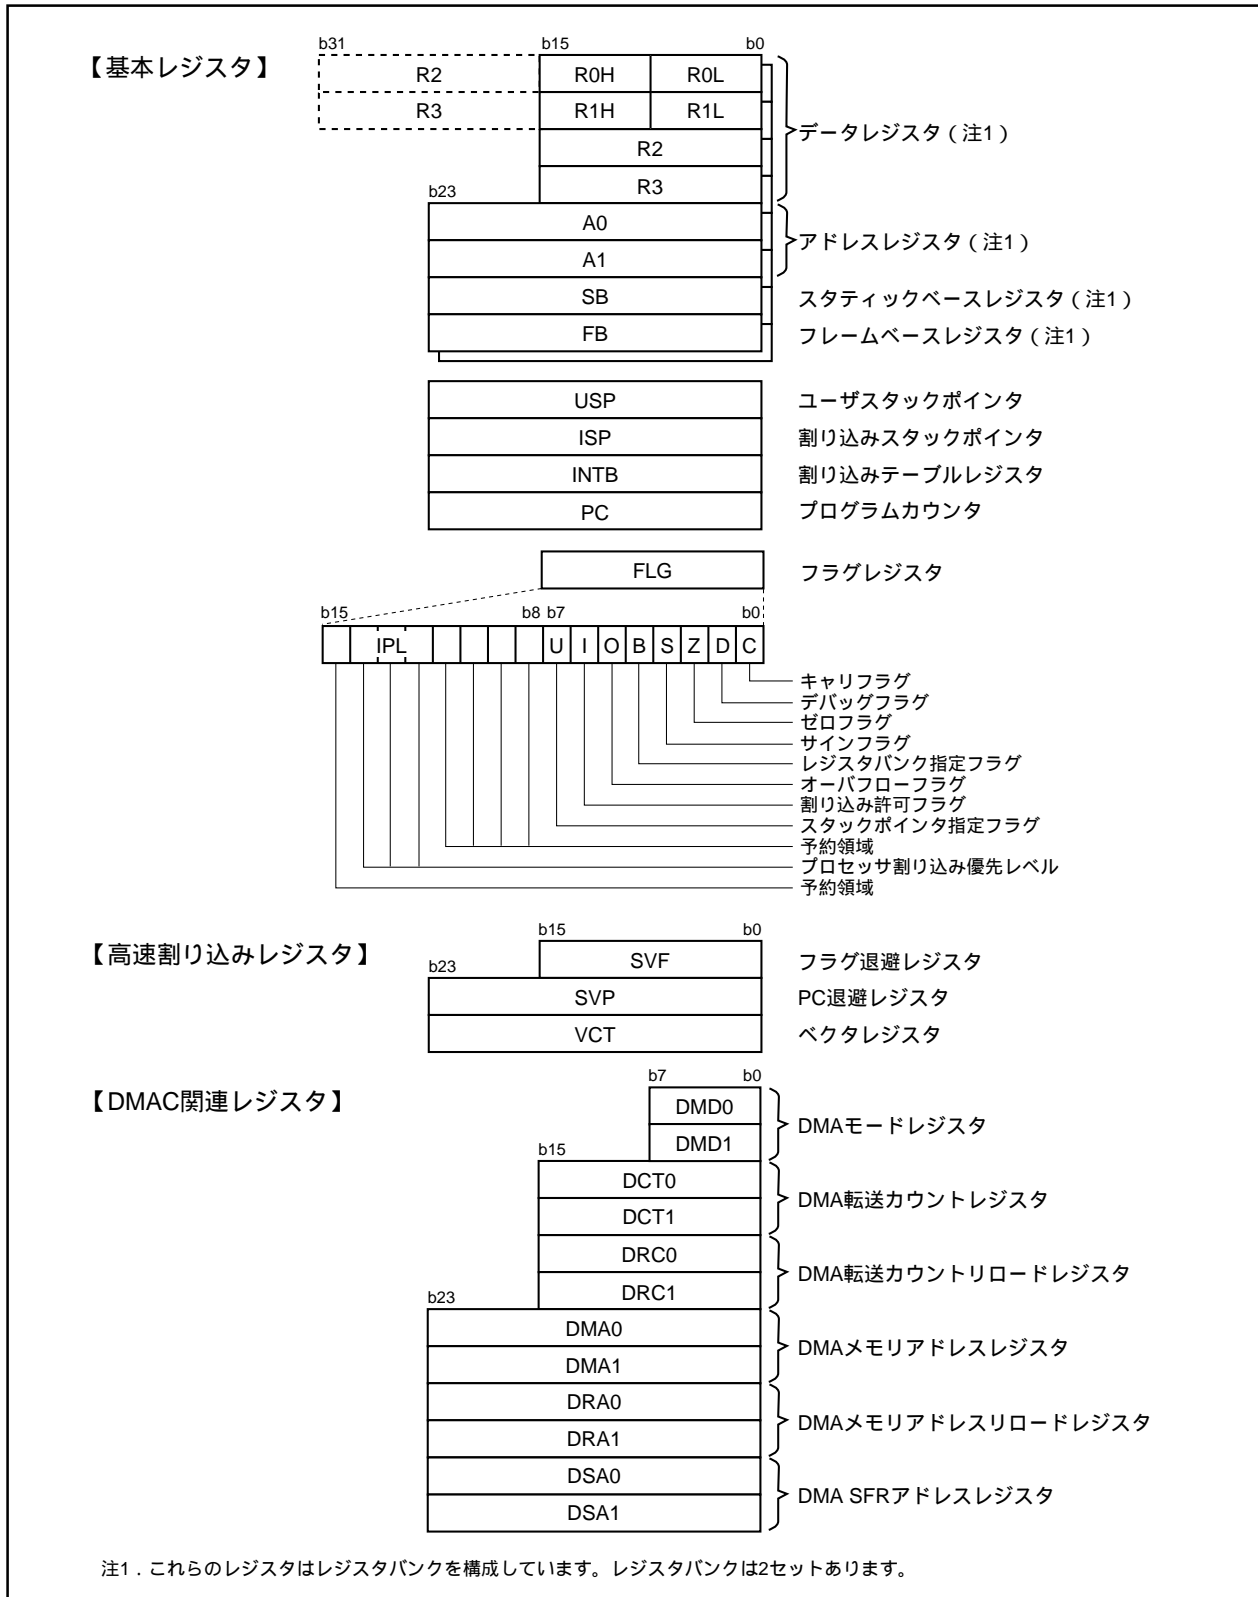 【基本レジスタ】
b31 b15 b0
R2 R0H R0L
R3 R1H R1L
データレジスタ(注1)
R2
R3
b23
A0
アドレスレジスタ(注1)
A1
SB スタティックベースレジスタ(注1)
FB フレームベースレジスタ(注1)
USP ユーザスタックポインタ
ISP 割り込みスタックポインタ
INTB 割り込みテーブルレジスタ
PC プログラムカウンタ
FLG フラグレジスタ
b15 b8 b7 b0
IPL U I O B S Z D C
キャリフラグ
デバッグフラグ
ゼロフラグ
サインフラグ
レジスタバンク指定フラグ
オーバフローフラグ
割り込み許可フラグ
スタックポインタ指定フラグ
予約領域
プロセッサ割り込み優先レベル
予約領域
【高速割り込みレジスタ】
b15 b0
SVF フラグ退避レジスタ
b23
SVP PC退避レジスタ
VCT ベクタレジスタ
【DMAC関連レジスタ】
b7 b0
DMD0
DMAモードレジスタ
DMD1
b15
DCT0
DMA転送カウントレジスタ
DCT1
DRC0
DMA転送カウントリロードレジスタ
DRC1
b23
DMA0
DMAメモリアドレスレジスタ
DMA1
DRA0
DMAメモリアドレスリロードレジスタ
DRA1
DSA0
DMA SFRアドレスレジスタ
DSA1
注1．これらのレジスタはレジスタバンクを構成しています。レジスタバンクは2セットあります。